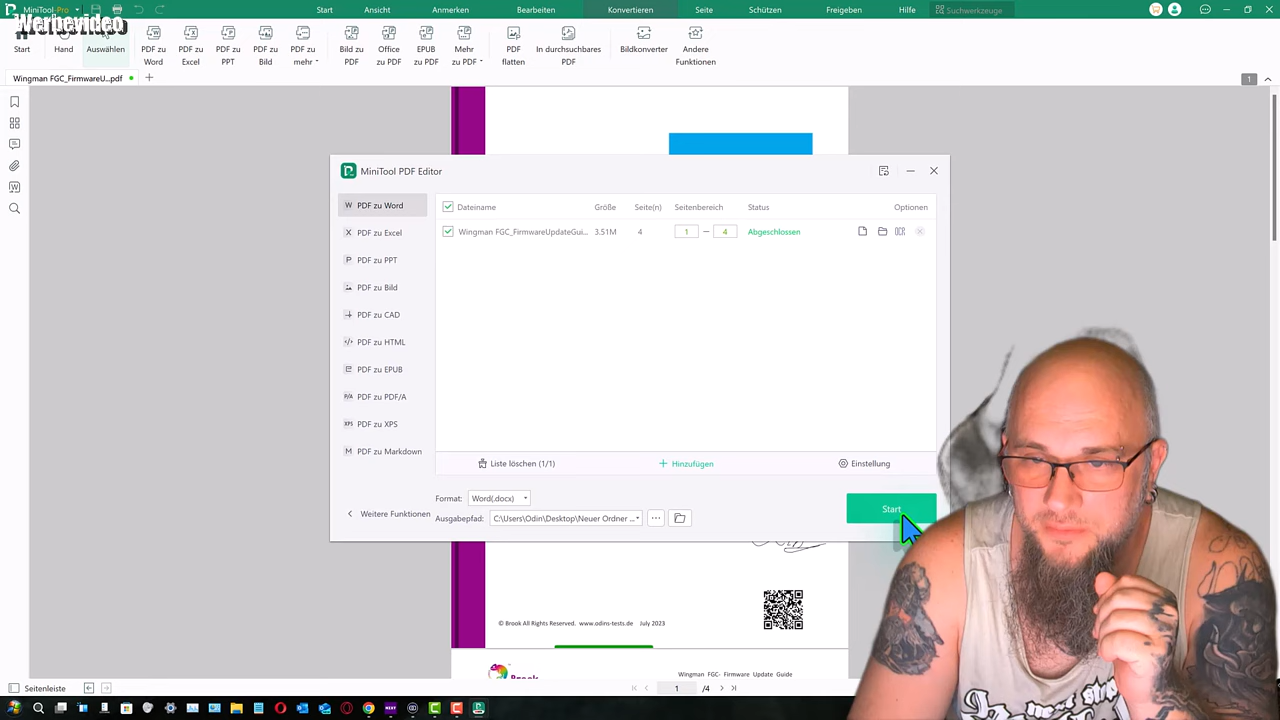 MiniTool-Pro
Start
Ansicht
Anmerken
Bearbeiten
Konvertieren
Seite
Schützen
Freigeben
Hilfe
Suchwerkzeuge
Werbevideo
Start
Hand
Auswählen
PDF zu Word
PDF zu Excel
PDF zu PPT
PDF zu Bild
PDF zu mehr
Bild zu PDF
Office zu PDF
EPUB zu PDF
Mehr zu PDF
PDF flatten
In durchsuchbares PDF
Bildkonverter
Andere Funktionen
Wingman FGC_FirmwareU...pdf
1
MiniTool PDF Editor
PDF zu Word
PDF zu Excel
PDF zu PPT
PDF zu Bild
PDF zu CAD
PDF zu HTML
PDF zu EPUB
PDF zu PDF/A
PDF zu XPS
PDF zu Markdown
Weitere Funktionen
Dateiname Größe Seite(n) Seitenbereich Status Optionen
Wingman FGC_FirmwareUpdateGui... 3.51M 4 1 — 4 Abgeschlossen
Liste löschen (1/1)
Hinzufügen
Einstellung
Format: Word(.docx)
Ausgabepfad: C:\Users\Odin\Desktop\Neuer Ordner ...
Start
© Brook All Rights Reserved. www.odins-tests.de July 2023
Brook
Wingman FGC- Firmware Update Guide
Seitenleiste
1 /4